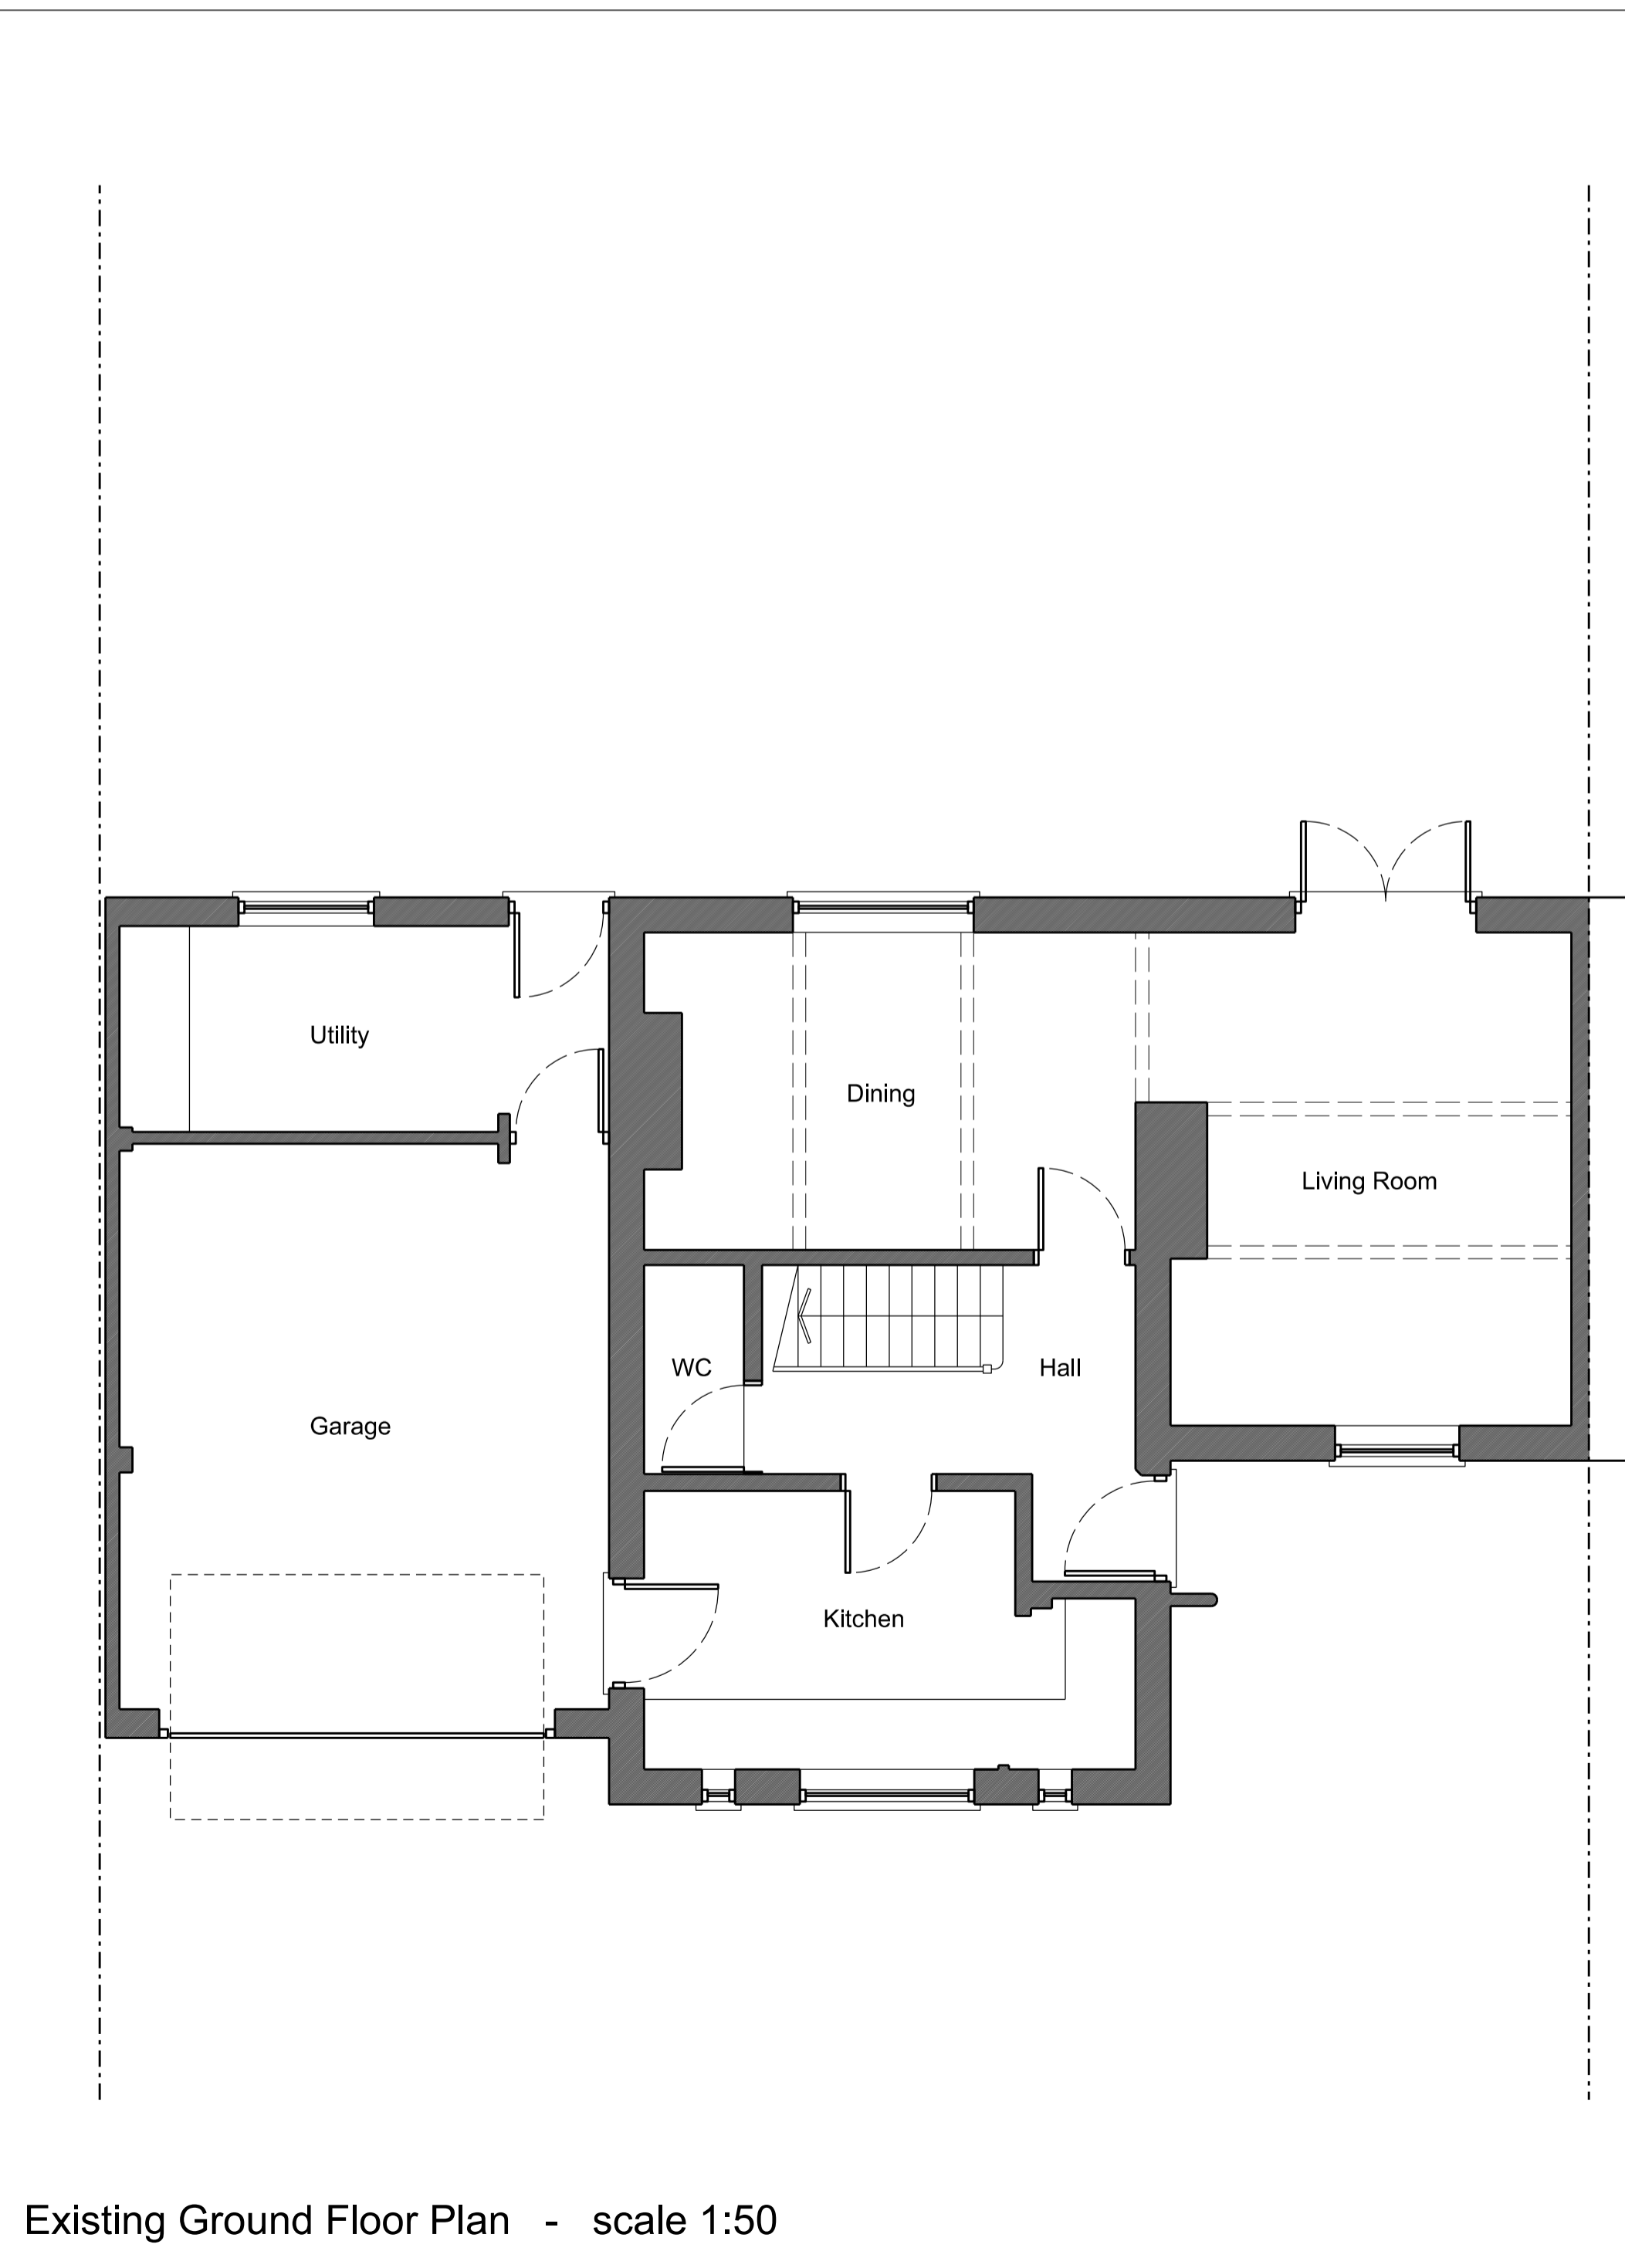 Utility
Dining
Living Room
WC
Hall
Garage
Kitchen
Existing Ground Floor Plan - scale 1:50